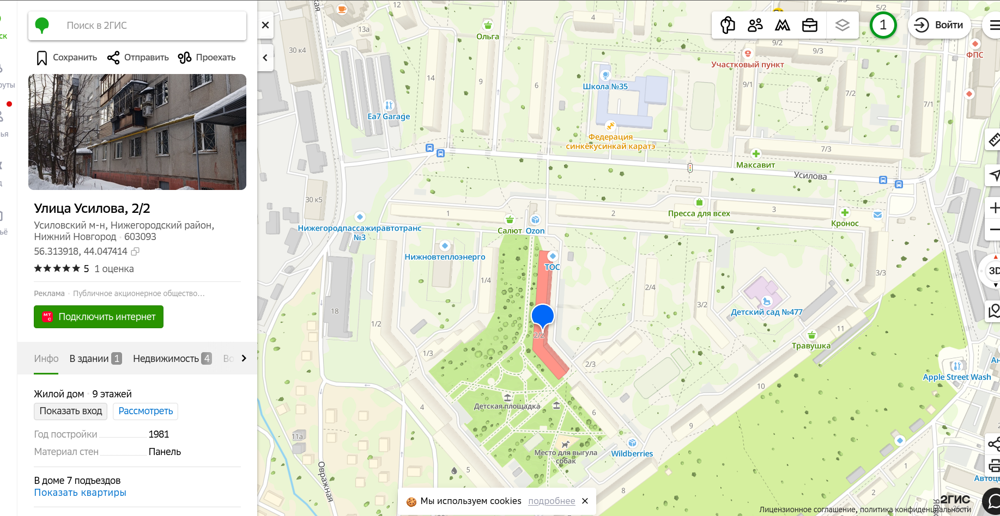 Поиск в 2ГИС
Сохранить
Отправить
Проехать
Улица Усилова, 2/2
Усиловский м-н, Нижегородский район,
Нижний Новгород · 603093
56.313918, 44.047414
5 1 оценка
Реклама · Публичное акционерное общество...
МТС
Подключить интернет
Инфо
В здании 1
Недвижимость 4
Во
Жилой дом · 9 этажей
Показать вход
Рассмотреть
Год постройки 1981
Материал стен Панель
В доме 7 подъездов
Показать квартиры
1
Войти
13а
Ольга
30 к4
14
9
6
4
5/2
9/2
9/3
ФПС
Участковый пункт
Школа №35
9/1
7/2
7/1
Ea7 Garage
Федерация
синкёкусинкай каратэ
7/3
Максавит
Усилова
30 к5
1
2
3
Пресса для всех
Кронос
Нижегородпассажиравтотранс
№3
Салют
Ozon
Нижновтеплоэнерго
ТОС
3/3
3D
1/4
2/4
18
3/2
Детский сад №477
1/2
2/2
11
Травушка
1/3
2/3
Ан
Apple Street Wash
10
4
Детская площадка
6
9
11а
Место для выгула
собак
Wildberries
Овражная
5
8
1
2
Автоц
Мы используем cookies подробнее
2ГИС
Лицензионное соглашение, политика конфиденциальности